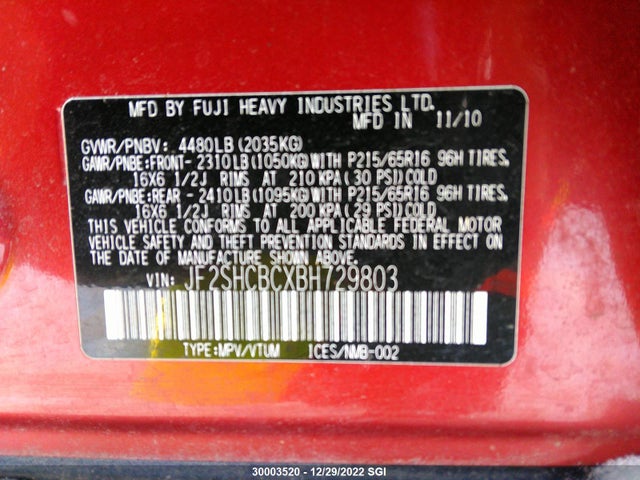 MFD BY FUJI HEAVY INDUSTRIES LTD.
MFD IN 11/10
GVWR/PNBV: 4480LB(2035KG)
GAWR/PNBE:FRONT- 2310LB(1050KG)WITH P215/65R16 96H TIRES.
16X6 1/2J RIMS AT 210 KPA(30 PSI)COLD
GAWR/PNBE:REAR - 2410LB(1095KG)WITH P215/65R16 96H TIRES.
16X6 1/2J RIMS AT 200 KPA(29 PSI)COLD
THIS VEHICLE CONFORMS TO ALL APPLICABLE FEDERAL MOTOR
VEHICLE SAFETY AND THEFT PREVENTION STANDARDS IN EFFECT ON
THE DATE OF MANUFACTURE SHOWN ABOVE.
VIN: JF2SHCBCXBH729803
TYPE:MPV/VTUM ICES/NMB-002
30003520 - 12/29/2022 SGI